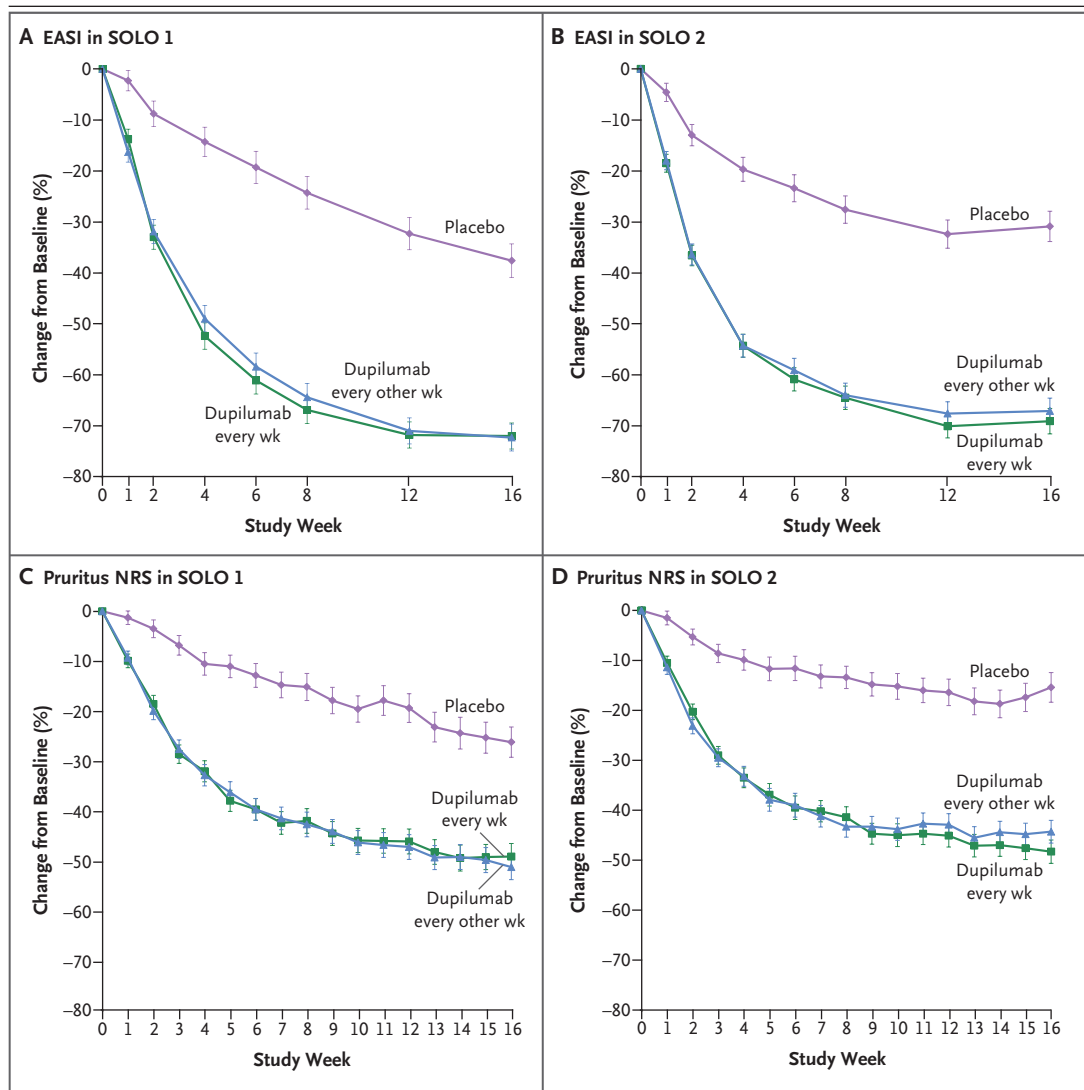 A EASI in SOLO 1
Change from Baseline (%)
0
−10
−20
−30
−40
−50
−60
−70
−80
Placebo
Dupilumab
every other wk
Dupilumab
every wk
0 1 2 4 6 8 12 16
Study Week
B EASI in SOLO 2
Change from Baseline (%)
0
−10
−20
−30
−40
−50
−60
−70
−80
Placebo
Dupilumab
every other wk
Dupilumab
every wk
0 1 2 4 6 8 12 16
Study Week
C Pruritus NRS in SOLO 1
Change from Baseline (%)
0
−10
−20
−30
−40
−50
−60
−70
−80
Placebo
Dupilumab
every wk
Dupilumab
every other wk
0 1 2 3 4 5 6 7 8 9 10 11 12 13 14 15 16
Study Week
D Pruritus NRS in SOLO 2
Change from Baseline (%)
0
−10
−20
−30
−40
−50
−60
−70
−80
Placebo
Dupilumab
every other wk
Dupilumab
every wk
0 1 2 3 4 5 6 7 8 9 10 11 12 13 14 15 16
Study Week